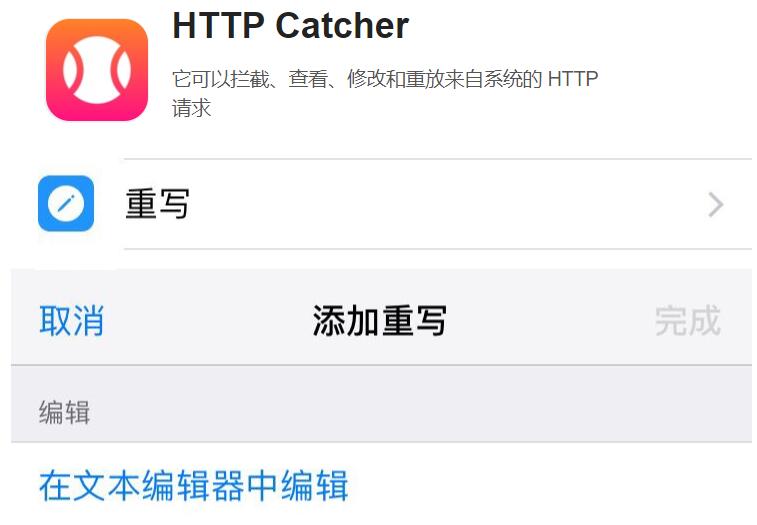 HTTP Catcher
它可以拦截、查看、修改和重放来自系统的 HTTP
请求
重写
取消 添加重写 完成
编辑
在文本编辑器中编辑